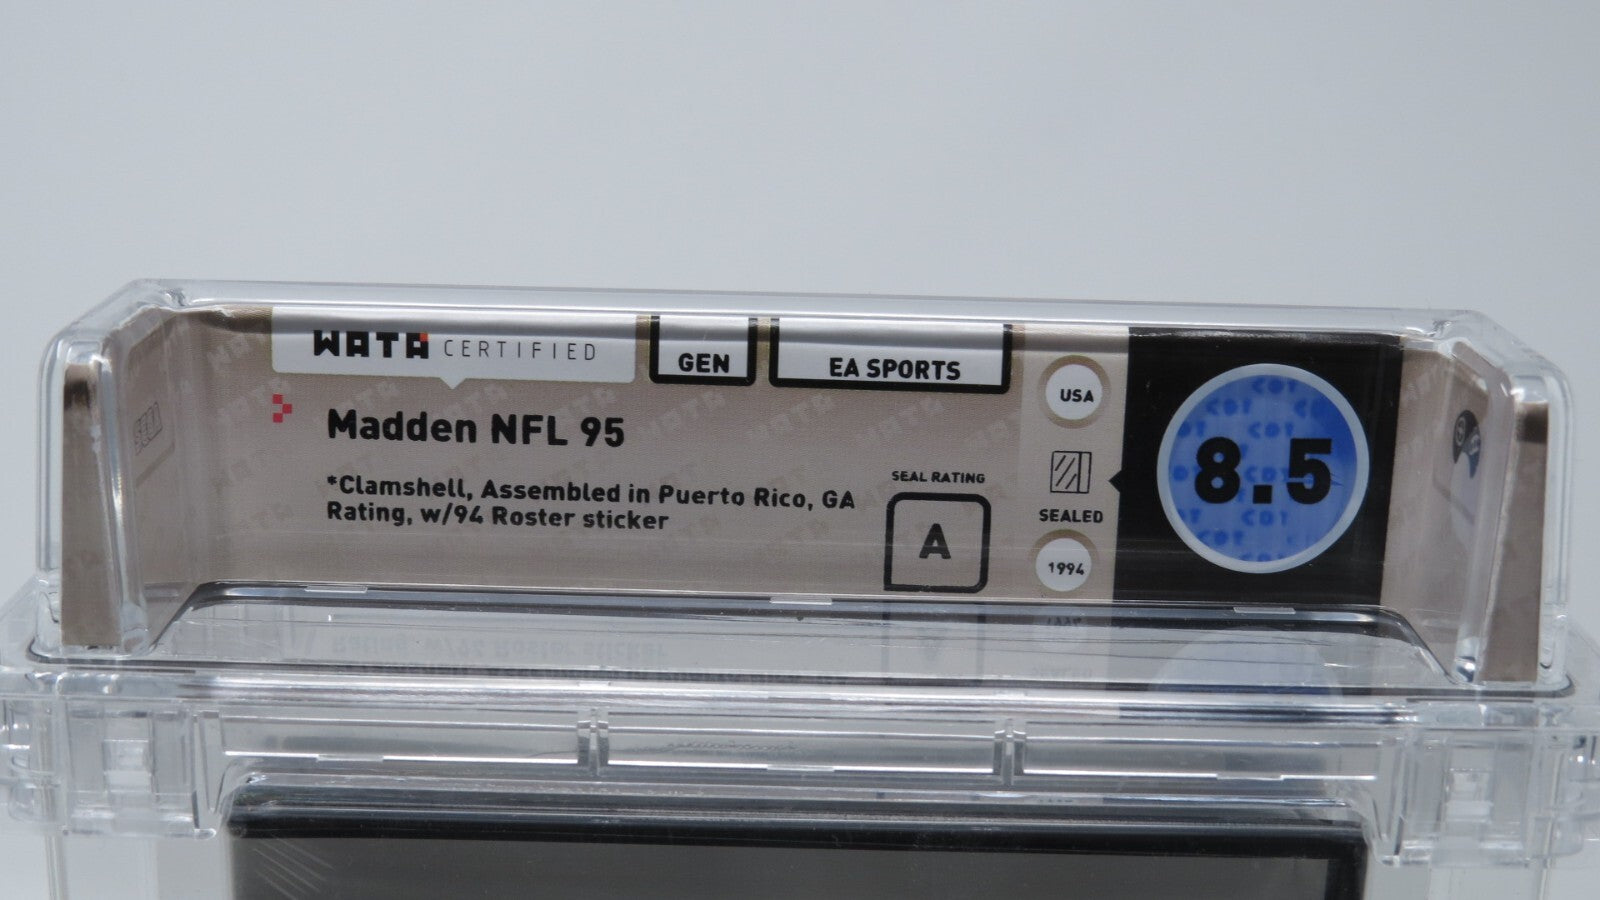 WATA CERTIFIED
GEN
EA SPORTS
Madden NFL 95
*Clamshell, Assembled in Puerto Rico, GA
Rating, w/94 Roster sticker
SEAL RATING
A
USA
SEALED
1994
8.5
SEGA